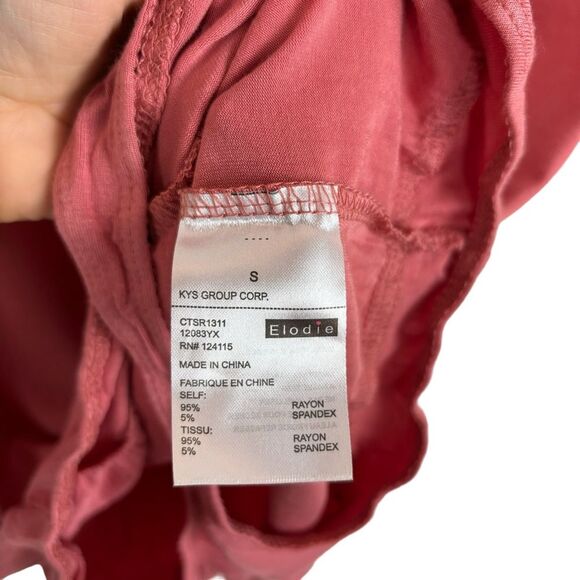 S
KYS GROUP CORP.
CTSR1311
12083YX
RN# 124115
Elodie
MADE IN CHINA
FABRIQUE EN CHINE
SELF:
95% RAYON
5% SPANDEX
TISSU:
95% RAYON
5% SPANDEX